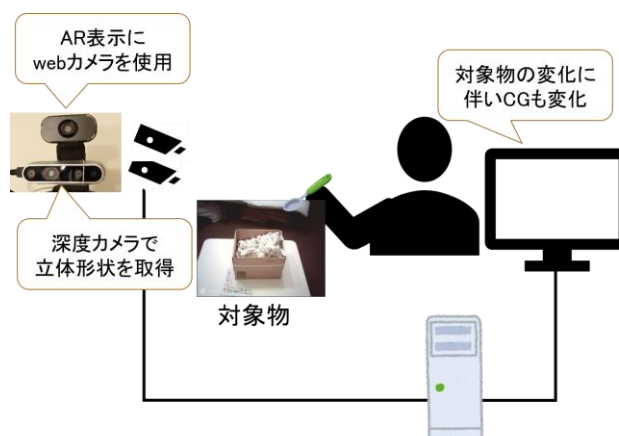 AR表示に
webカメラを使用
対象物の変化に
伴いCGも変化
深度カメラで
立体形状を取得
対象物